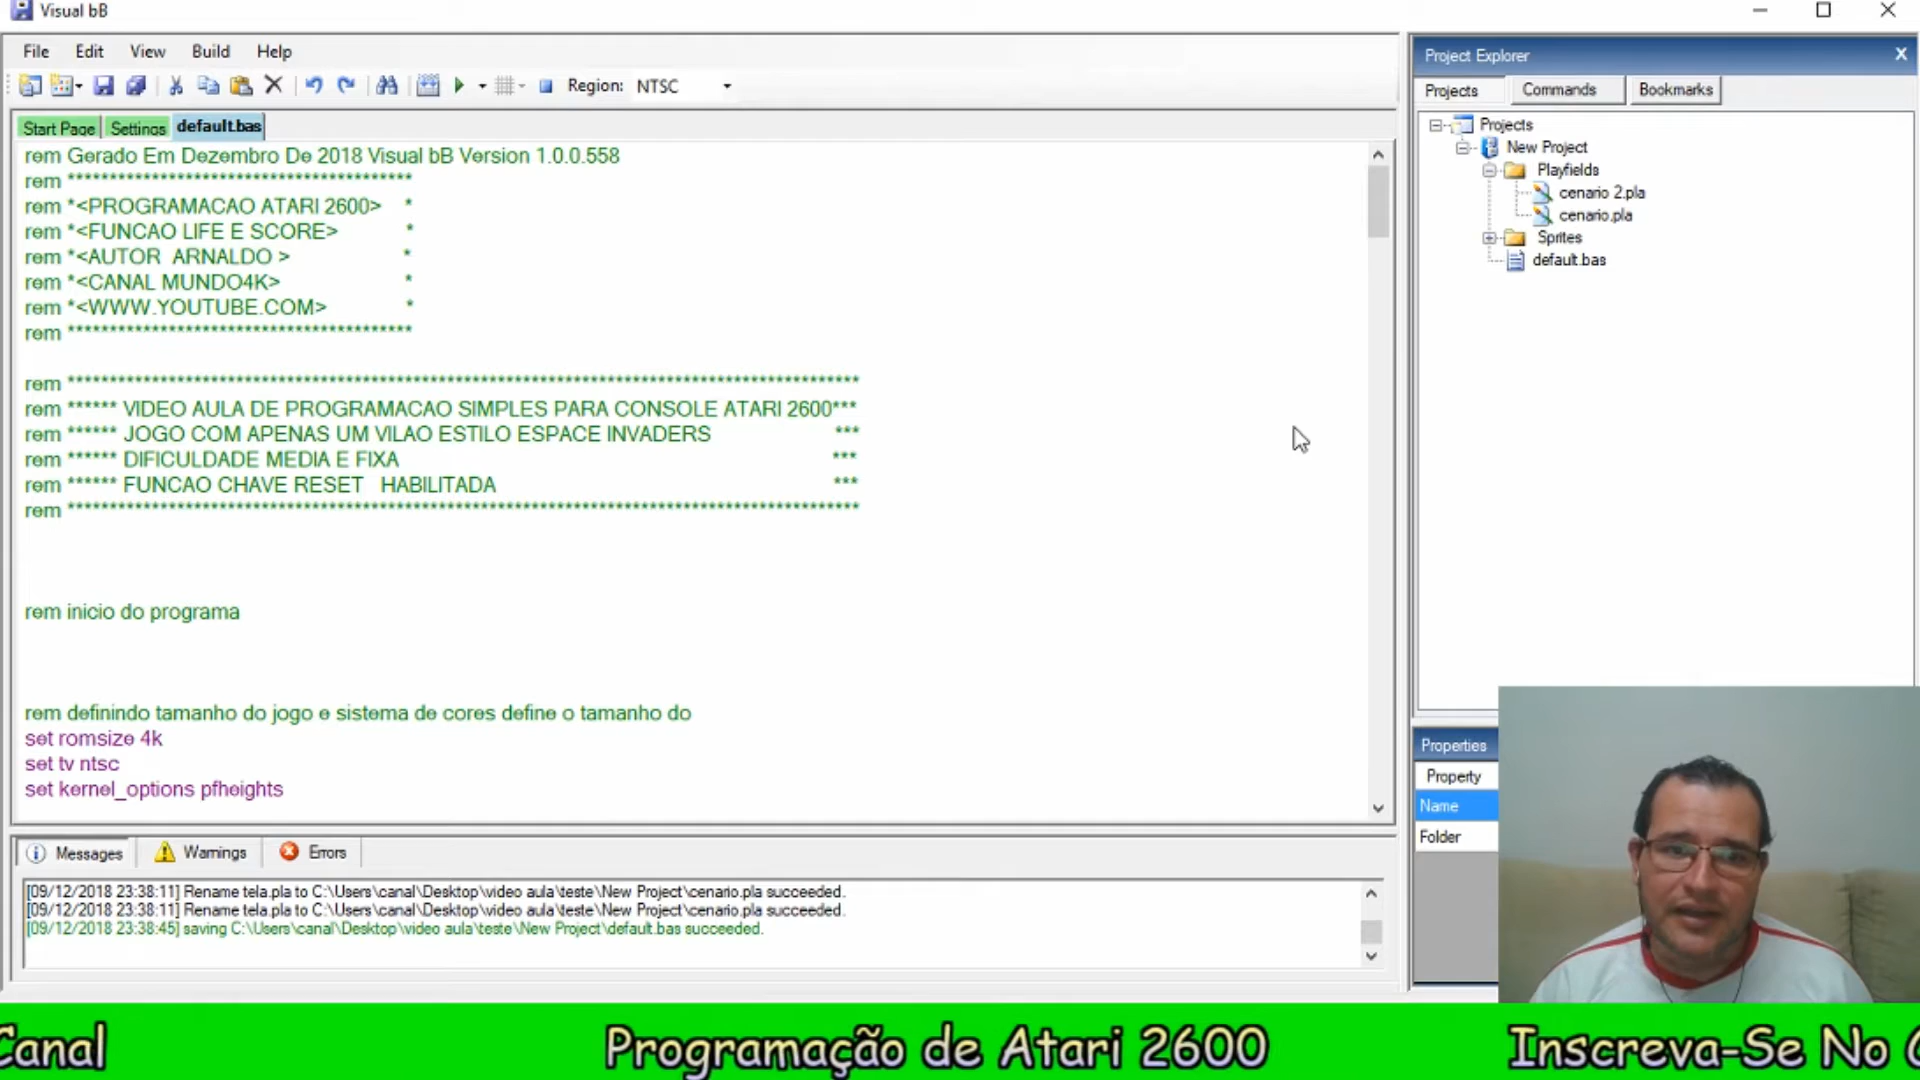 Visual bB
File Edit View Build Help
Region: NTSC
Start Page Settings default.bas
rem Gerado Em Dezembro De 2018 Visual bB Version 1.0.0.558
rem *****************************************
rem *<PROGRAMACAO ATARI 2600> *
rem *<FUNCAO LIFE E SCORE> *
rem *<AUTOR ARNALDO > *
rem *<CANAL MUNDO4K> *
rem *<WWW.YOUTUBE.COM> *
rem *****************************************
rem ***********************************************************************************************
rem ****** VIDEO AULA DE PROGRAMACAO SIMPLES PARA CONSOLE ATARI 2600***
rem ****** JOGO COM APENAS UM VILAO ESTILO ESPACE INVADERS ***
rem ****** DIFICULDADE MEDIA E FIXA ***
rem ****** FUNCAO CHAVE RESET HABILITADA ***
rem ***********************************************************************************************
rem inicio do programa
rem definindo tamanho do jogo e sistema de cores define o tamanho do
set romsize 4k
set tv ntsc
set kernel_options pfheights
Messages Warnings Errors
[09/12/2018 23:38:11] Rename tela.pla to C:\Users\canal\Desktop\video aula\teste\New Project\cenario.pla succeeded.
[09/12/2018 23:38:11] Rename tela.pla to C:\Users\canal\Desktop\video aula\teste\New Project\cenario.pla succeeded.
[09/12/2018 23:38:45] saving C:\Users\canal\Desktop\video aula\teste\New Project\default.bas succeeded.
Project Explorer X
Projects Commands Bookmarks
Projects
New Project
Playfields
cenario 2.pla
cenario.pla
Sprites
default.bas
Properties
Property
Name
Folder
Canal Programação de Atari 2600 Inscreva-Se No C